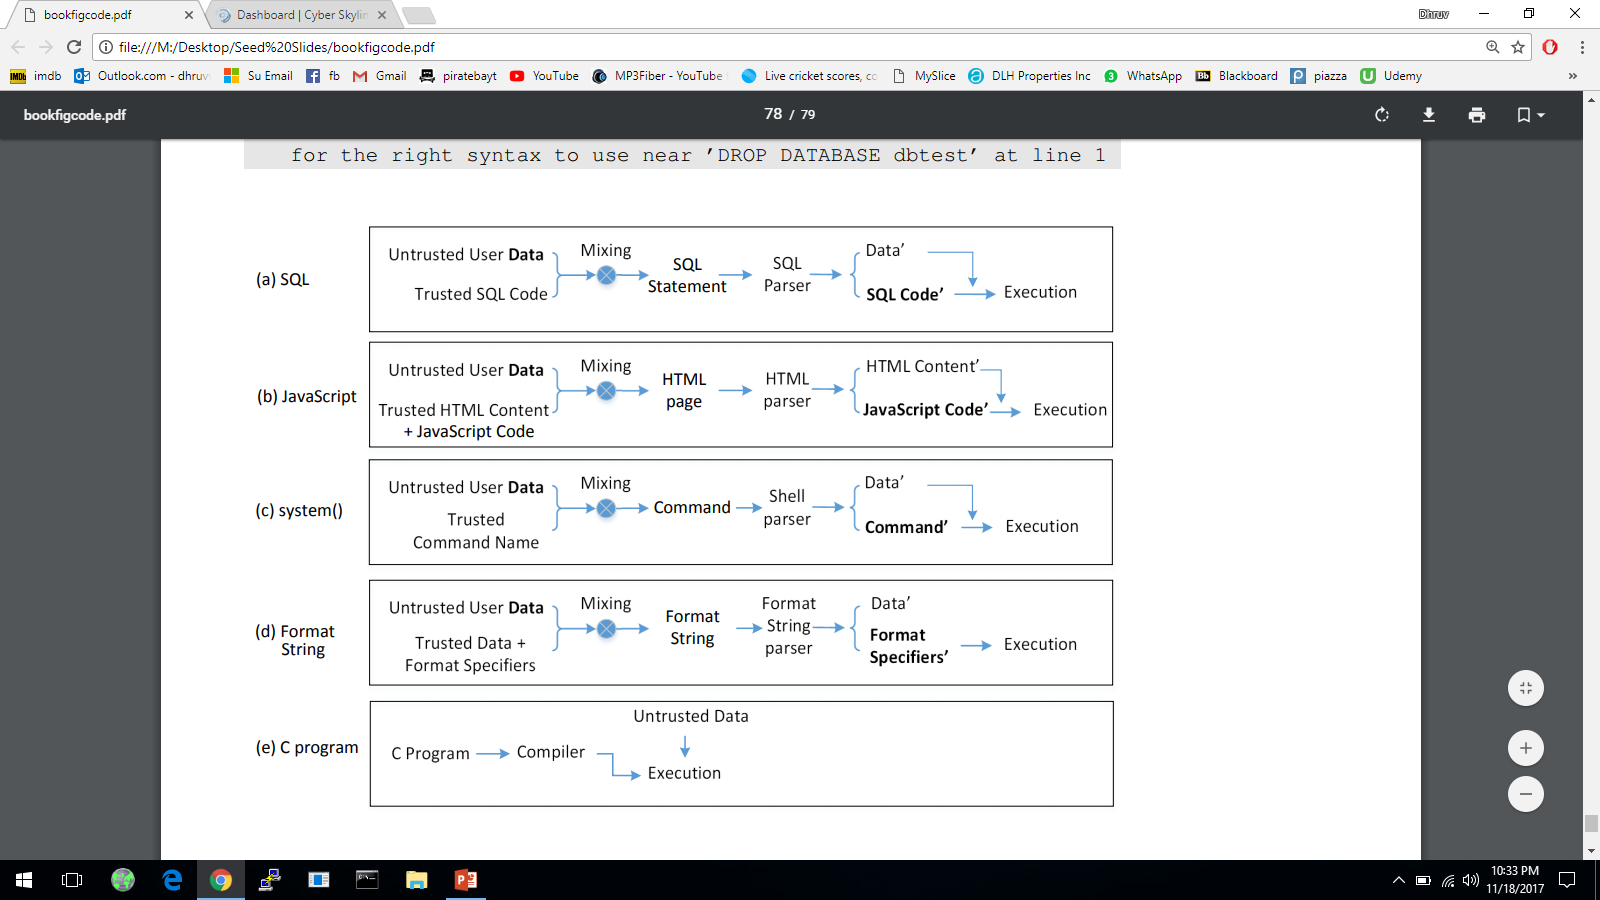 bookfigcode.pdf
Dashboard | Cyber Skylin
Dhruv
file:///M:/Desktop/Seed%20Slides/bookfigcode.pdf
IMDb imdb Outlook.com - dhruv Su Email fb Gmail piratebayt YouTube MP3Fiber - YouTube Live cricket scores, co MySlice DLH Properties Inc 3 WhatsApp Bb Blackboard piazza Udemy »
bookfigcode.pdf
78 / 79
for the right syntax to use near ’DROP DATABASE dbtest’ at line 1
(a) SQL
Untrusted User Data
Trusted SQL Code
Mixing
SQL
Statement
SQL
Parser
Data’
SQL Code’
Execution
(b) JavaScript
Untrusted User Data
Trusted HTML Content
+ JavaScript Code
Mixing
HTML
page
HTML
parser
HTML Content’
JavaScript Code’
Execution
(c) system()
Untrusted User Data
Trusted
Command Name
Mixing
Command
Shell
parser
Data’
Command’
Execution
(d) Format
String
Untrusted User Data
Trusted Data +
Format Specifiers
Mixing
Format
String
Format
String
parser
Data’
Format
Specifiers’
Execution
(e) C program
C Program
Compiler
Untrusted Data
Execution
10:33 PM
11/18/2017